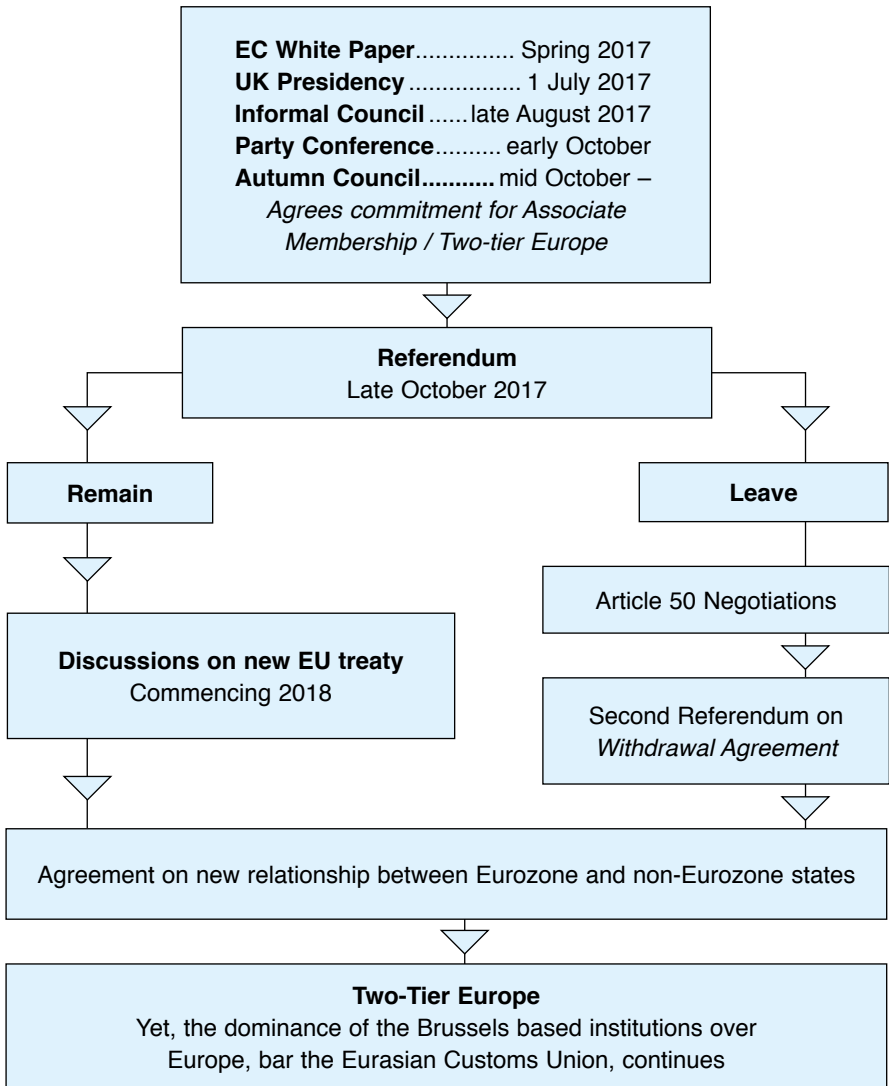 EC White Paper............... Spring 2017
UK Presidency ................. 1 July 2017
Informal Council ......late August 2017
Party Conference.......... early October
Autumn Council........... mid October –
Agrees commitment for Associate
Membership / Two-tier Europe
Referendum
Late October 2017
Remain
Leave
Article 50 Negotiations
Discussions on new EU treaty
Commencing 2018
Second Referendum on
Withdrawal Agreement
Agreement on new relationship between Eurozone and non-Eurozone states
Two-Tier Europe
Yet, the dominance of the Brussels based institutions over
Europe, bar the Eurasian Customs Union, continues